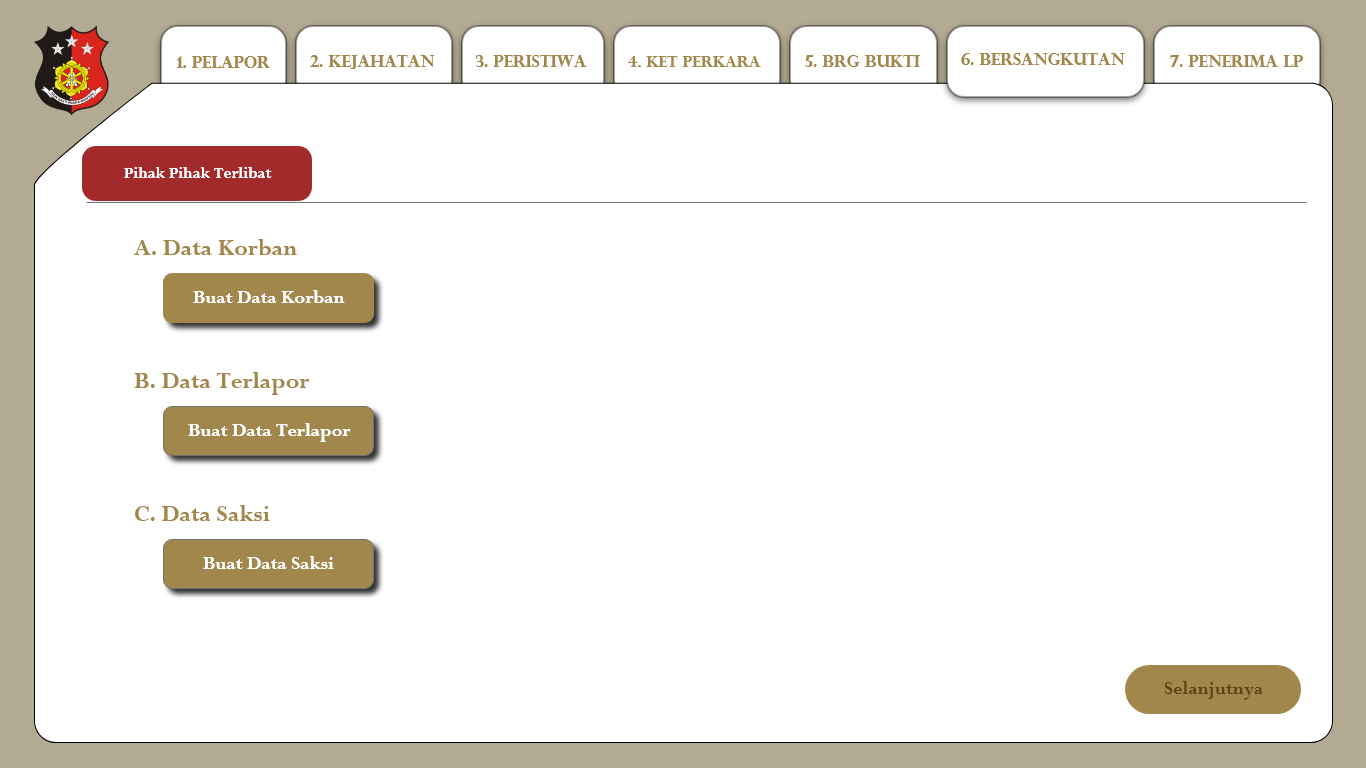 1. PELAPOR
2. KEJAHATAN
3. PERISTIWA
4. KET PERKARA
5. BRG BUKTI
6. BERSANGKUTAN
7. PENERIMA LP
Pihak Pihak Terlibat
A. Data Korban
Buat Data Korban
B. Data Terlapor
Buat Data Terlapor
C. Data Saksi
Buat Data Saksi
Selanjutnya